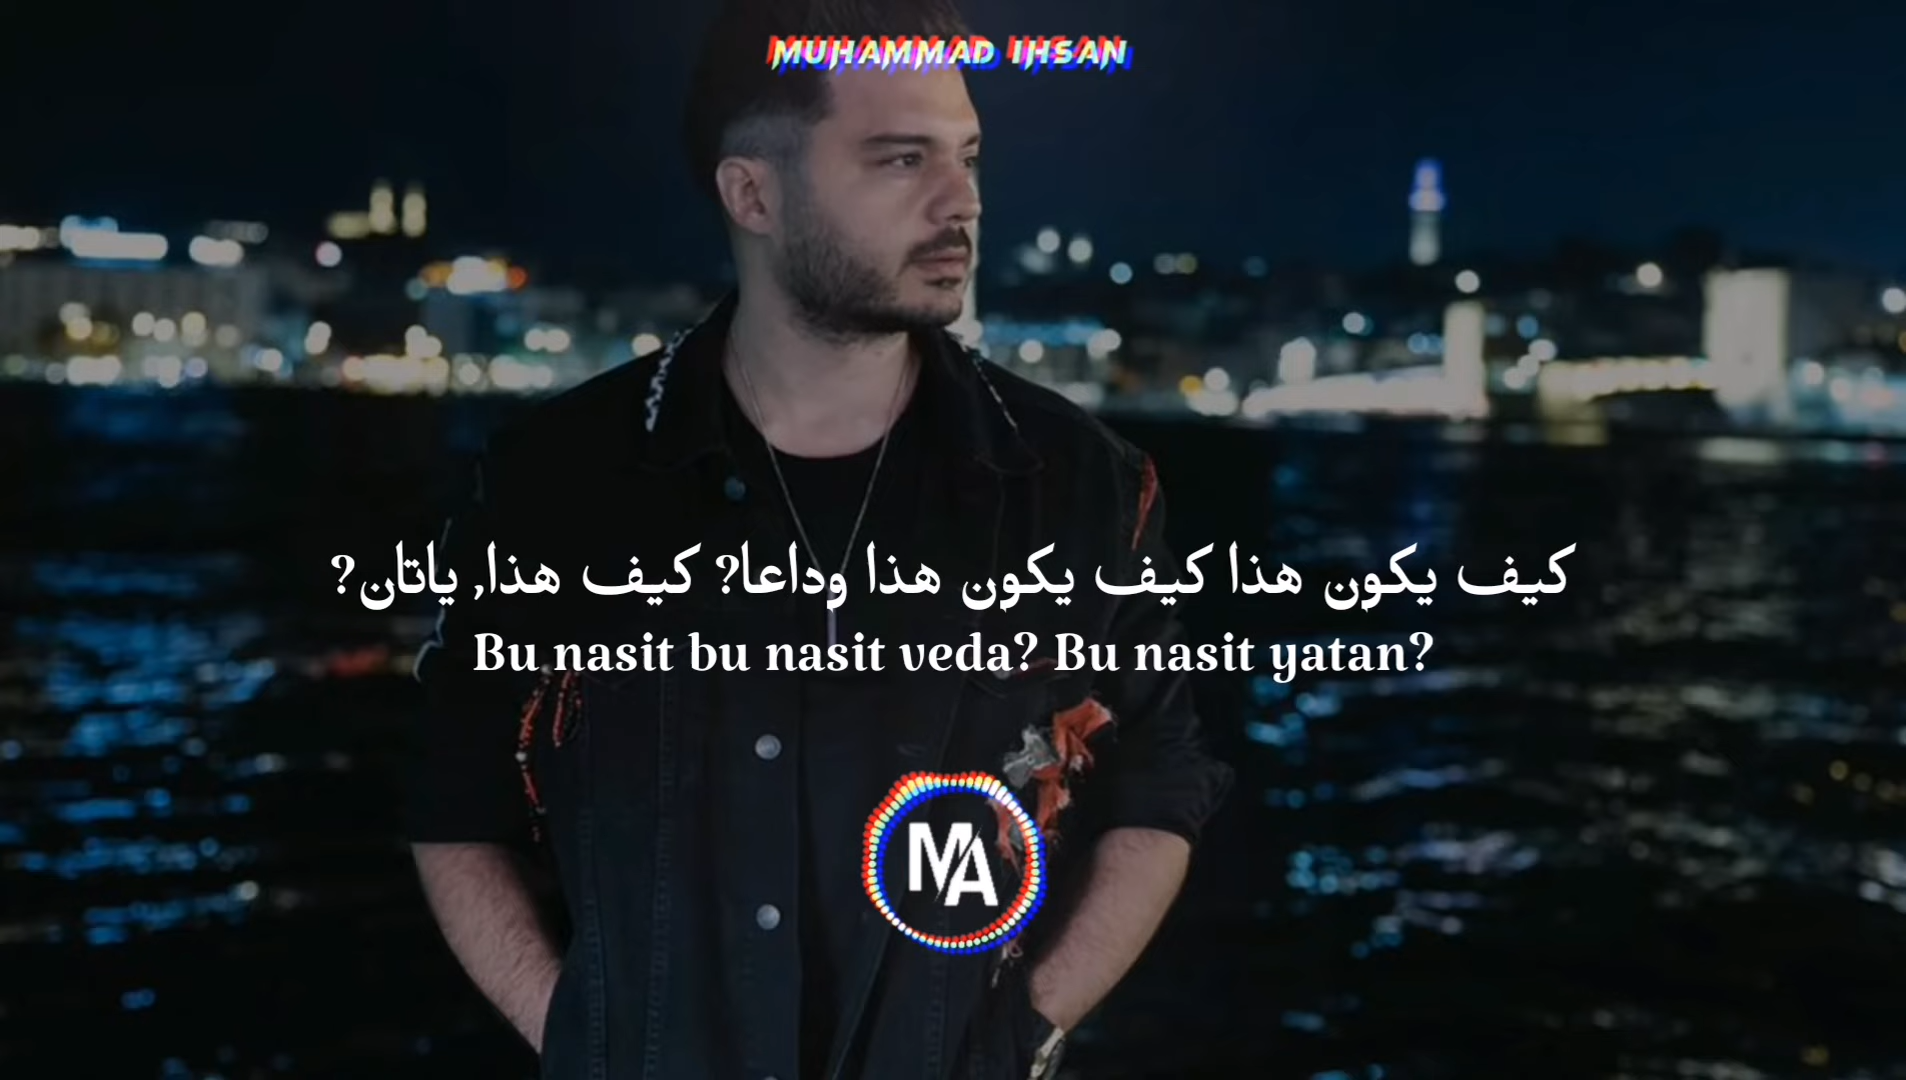 MUHAMMAD IHSAN
كيف يكون هذا كيف يكون هذا وداعا? كيف هذا, ياتان?
Bu nasit bu nasit veda? Bu nasit yatan?
MA